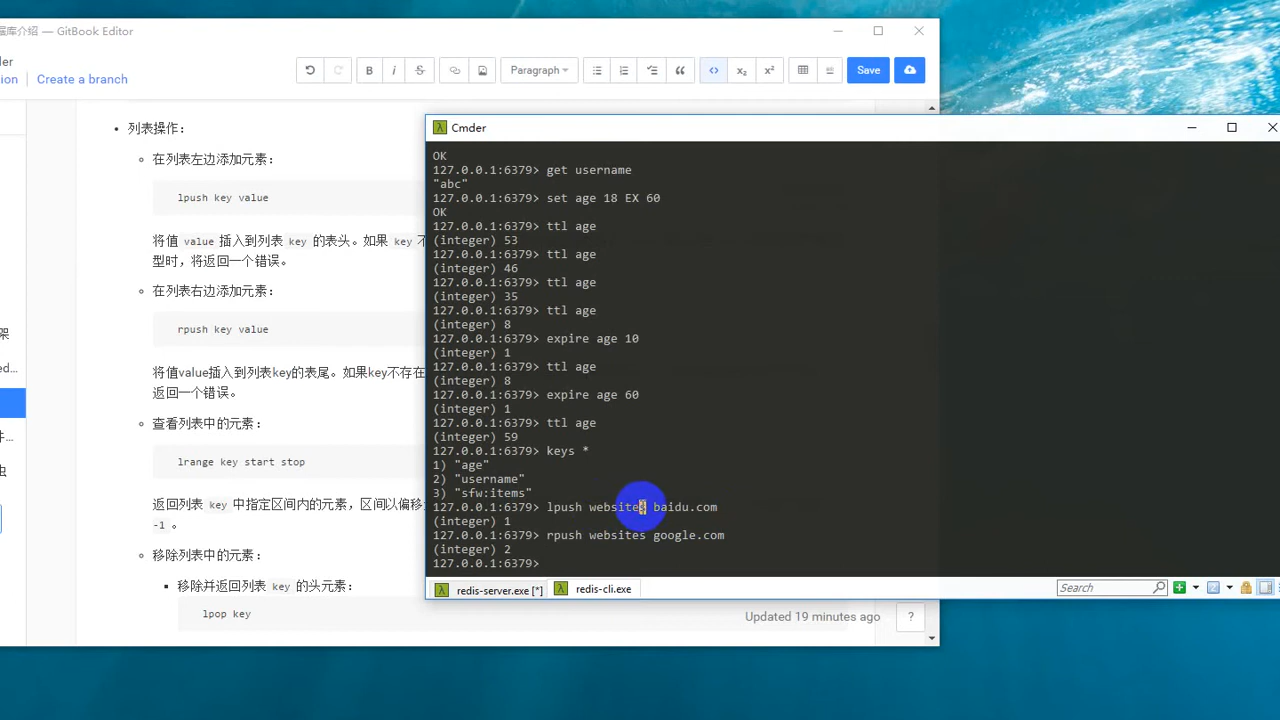 据库介绍 — GitBook Editor
der
ion
Create a branch
B
i
S
Paragraph
x₂
x²
Save
列表操作：
在列表左边添加元素：
lpush key value
将值 value 插入到列表 key 的表头。如果 key 不
型时，将返回一个错误。
在列表右边添加元素：
rpush key value
将值value插入到列表key的表尾。如果key不存在
返回一个错误。
查看列表中的元素：
lrange key start stop
返回列表 key 中指定区间内的元素，区间以偏移
-1 。
移除列表中的元素：
移除并返回列表 key 的头元素：
lpop key
架
ed...
件...
虫
Updated 19 minutes ago
?
Cmder
OK
127.0.0.1:6379> get username
"abc"
127.0.0.1:6379> set age 18 EX 60
OK
127.0.0.1:6379> ttl age
(integer) 53
127.0.0.1:6379> ttl age
(integer) 46
127.0.0.1:6379> ttl age
(integer) 35
127.0.0.1:6379> ttl age
(integer) 8
127.0.0.1:6379> expire age 10
(integer) 1
127.0.0.1:6379> ttl age
(integer) 8
127.0.0.1:6379> expire age 60
(integer) 1
127.0.0.1:6379> ttl age
(integer) 59
127.0.0.1:6379> keys *
1) "age"
2) "username"
3) "sfw:items"
127.0.0.1:6379> lpush websites baidu.com
(integer) 1
127.0.0.1:6379> rpush websites google.com
(integer) 2
127.0.0.1:6379>
redis-server.exe [*]
redis-cli.exe
Search